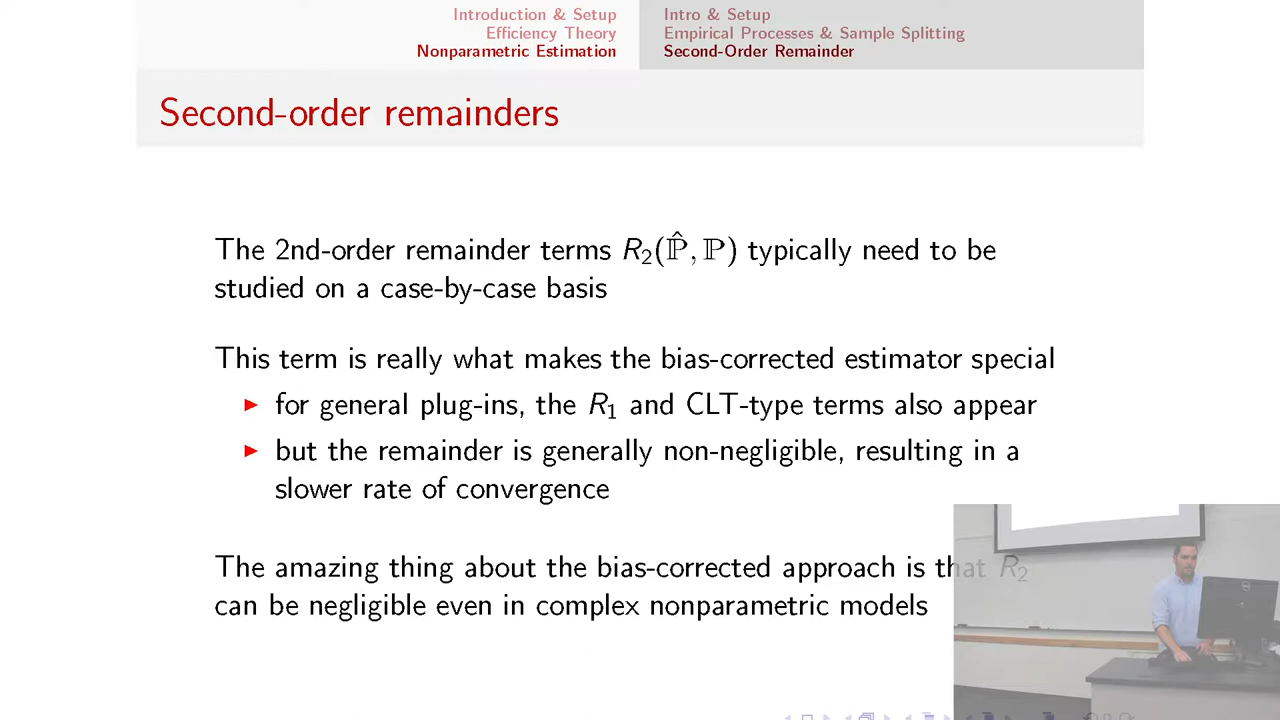 Introduction & Setup
Efficiency Theory
Nonparametric Estimation
Intro & Setup
Empirical Processes & Sample Splitting
Second-Order Remainder
Second-order remainders
The 2nd-order remainder terms R₂(ℙ̂, ℙ) typically need to be
studied on a case-by-case basis
This term is really what makes the bias-corrected estimator special
▶ for general plug-ins, the R₁ and CLT-type terms also appear
▶ but the remainder is generally non-negligible, resulting in a
slower rate of convergence
The amazing thing about the bias-corrected approach is that R₂
can be negligible even in complex nonparametric models